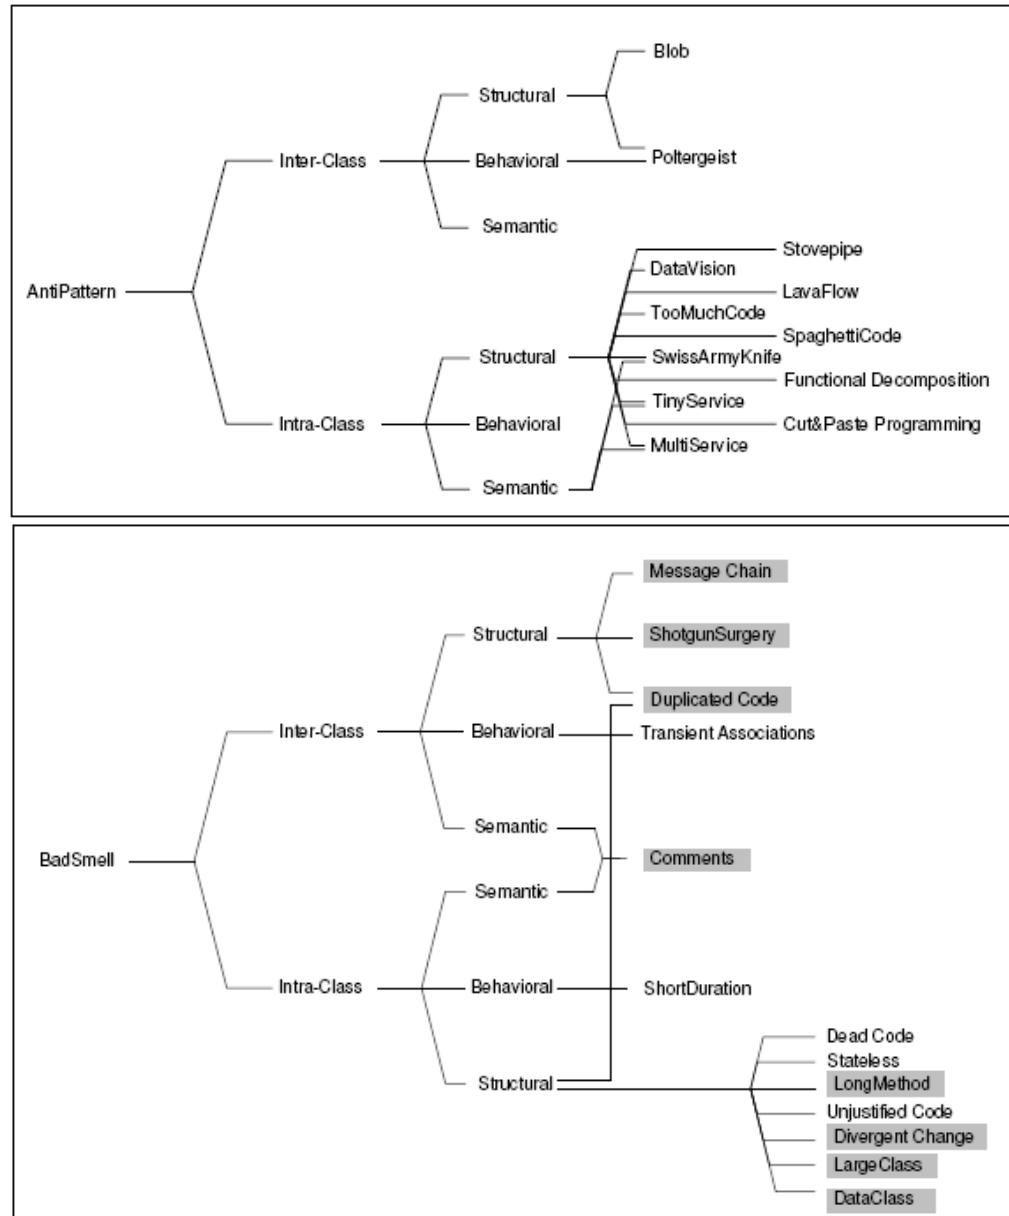 Blob
Structural
Inter-Class
Behavioral
Poltergeist
Semantic
Stovepipe
DataVision
AntiPattern
LavaFlow
TooMuchCode
SpaghettiCode
Structural
SwissArmyKnife
Functional Decomposition
TinyService
Intra-Class
Behavioral
Cut&Paste Programming
MultiService
Semantic
Message Chain
Structural
ShotgunSurgery
Duplicated Code
Inter-Class
Behavioral
Transient Associations
Semantic
BadSmell
Comments
Semantic
Intra-Class
Behavioral
ShortDuration
Dead Code
Stateless
Structural
LongMethod
Unjustified Code
Divergent Change
LargeClass
DataClass